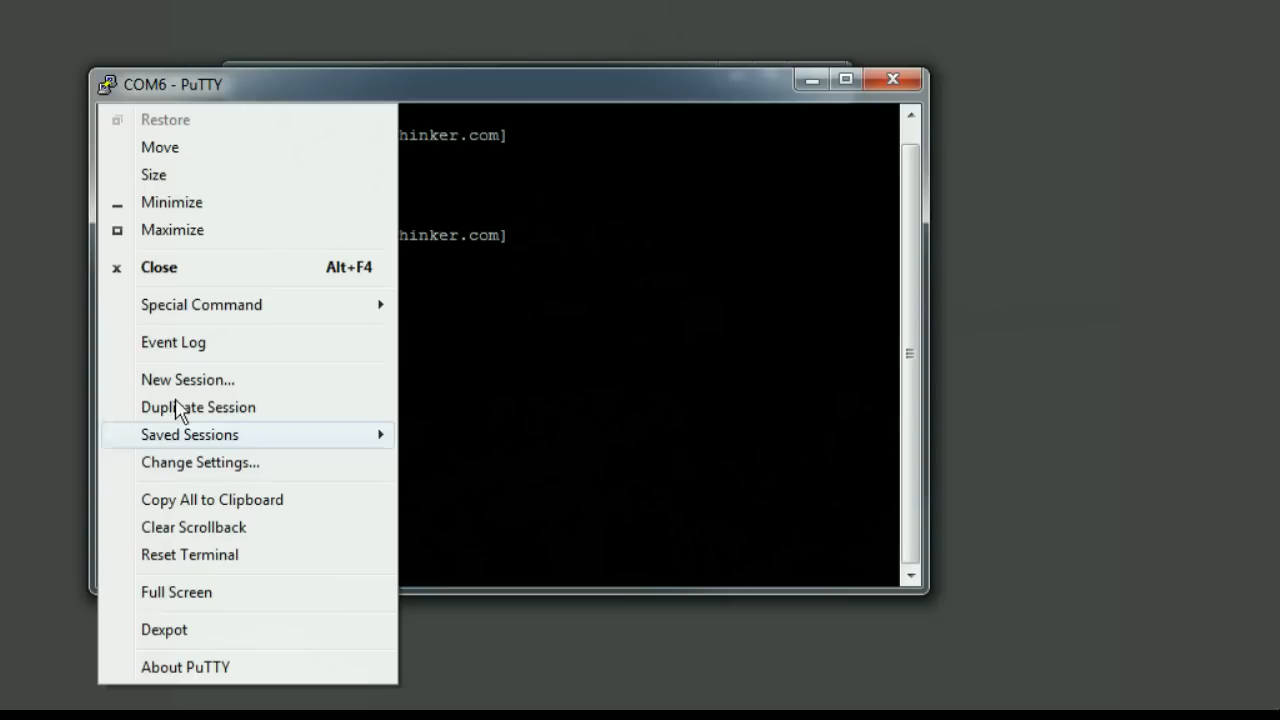 COM6 - PuTTY
Restore
hinker.com]
Move
Size
Minimize
Maximize
hinker.com]
Close Alt+F4
Special Command
Event Log
New Session...
Duplicate Session
Saved Sessions
Change Settings...
Copy All to Clipboard
Clear Scrollback
Reset Terminal
Full Screen
Dexpot
About PuTTY